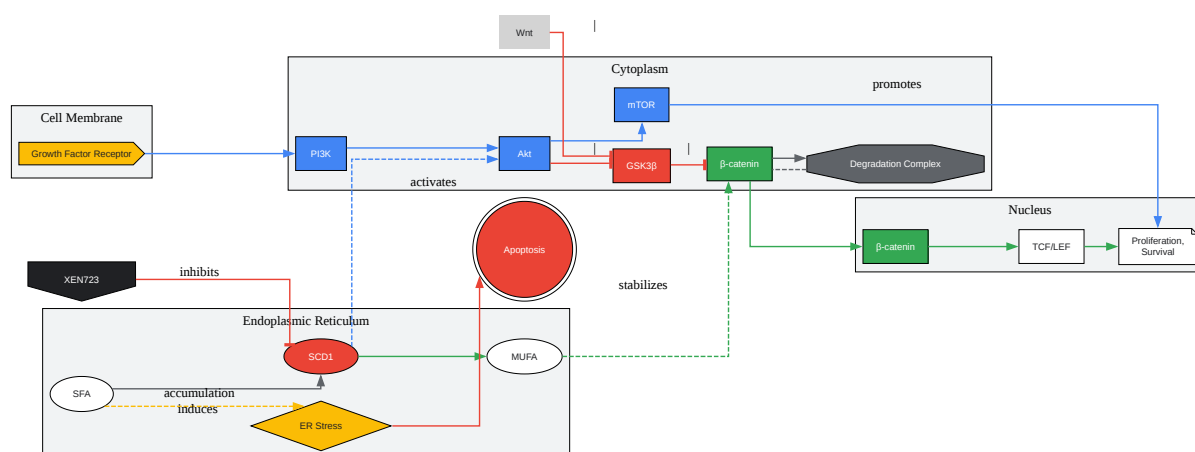 Wnt
Cytoplasm
promotes
mTOR
Cell Membrane
Growth Factor Receptor
PI3K
Akt
GSK3β
β-catenin
Degradation Complex
activates
Nucleus
β-catenin
TCF/LEF
Proliferation,
Survival
Apoptosis
XEN723
inhibits
stabilizes
Endoplasmic Reticulum
SCD1
MUFA
SFA
accumulation
induces
ER Stress